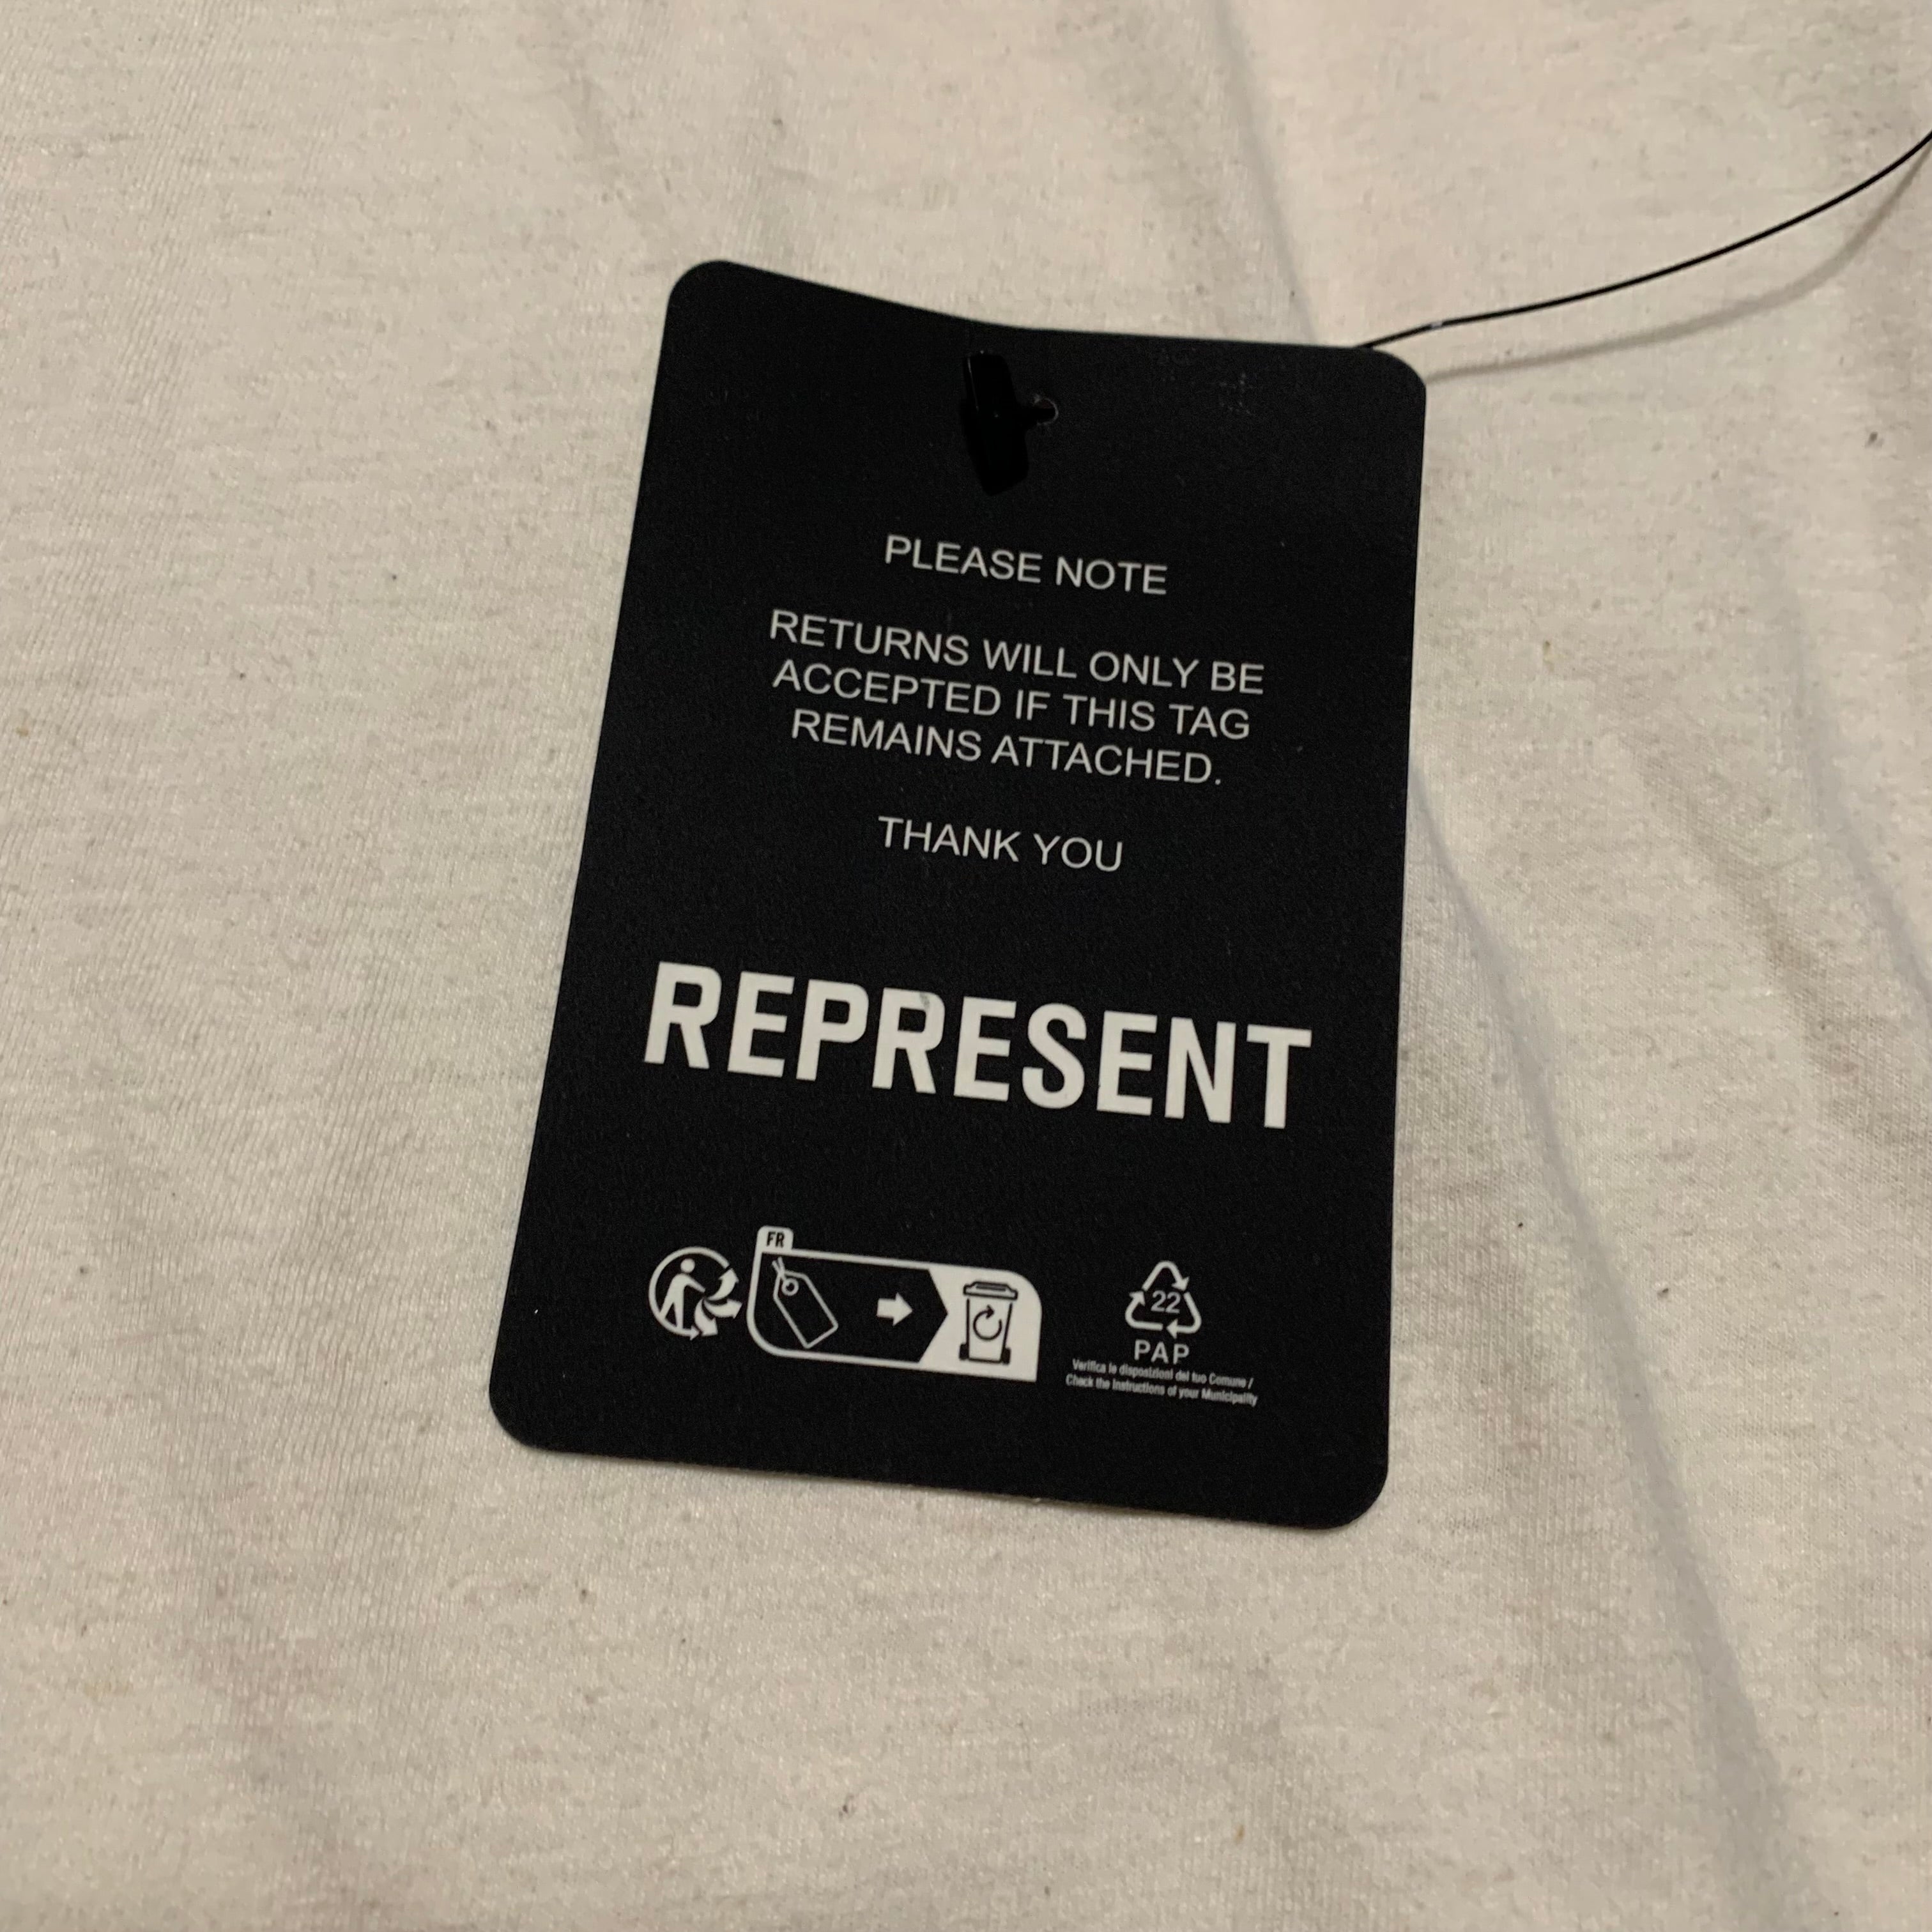 PLEASE NOTE
RETURNS WILL ONLY BE
ACCEPTED IF THIS TAG
REMAINS ATTACHED.
THANK YOU
REPRESENT
FR
22
PAP
Verifica le disposizioni del tuo Comune /
Check the instructions of your Municipality